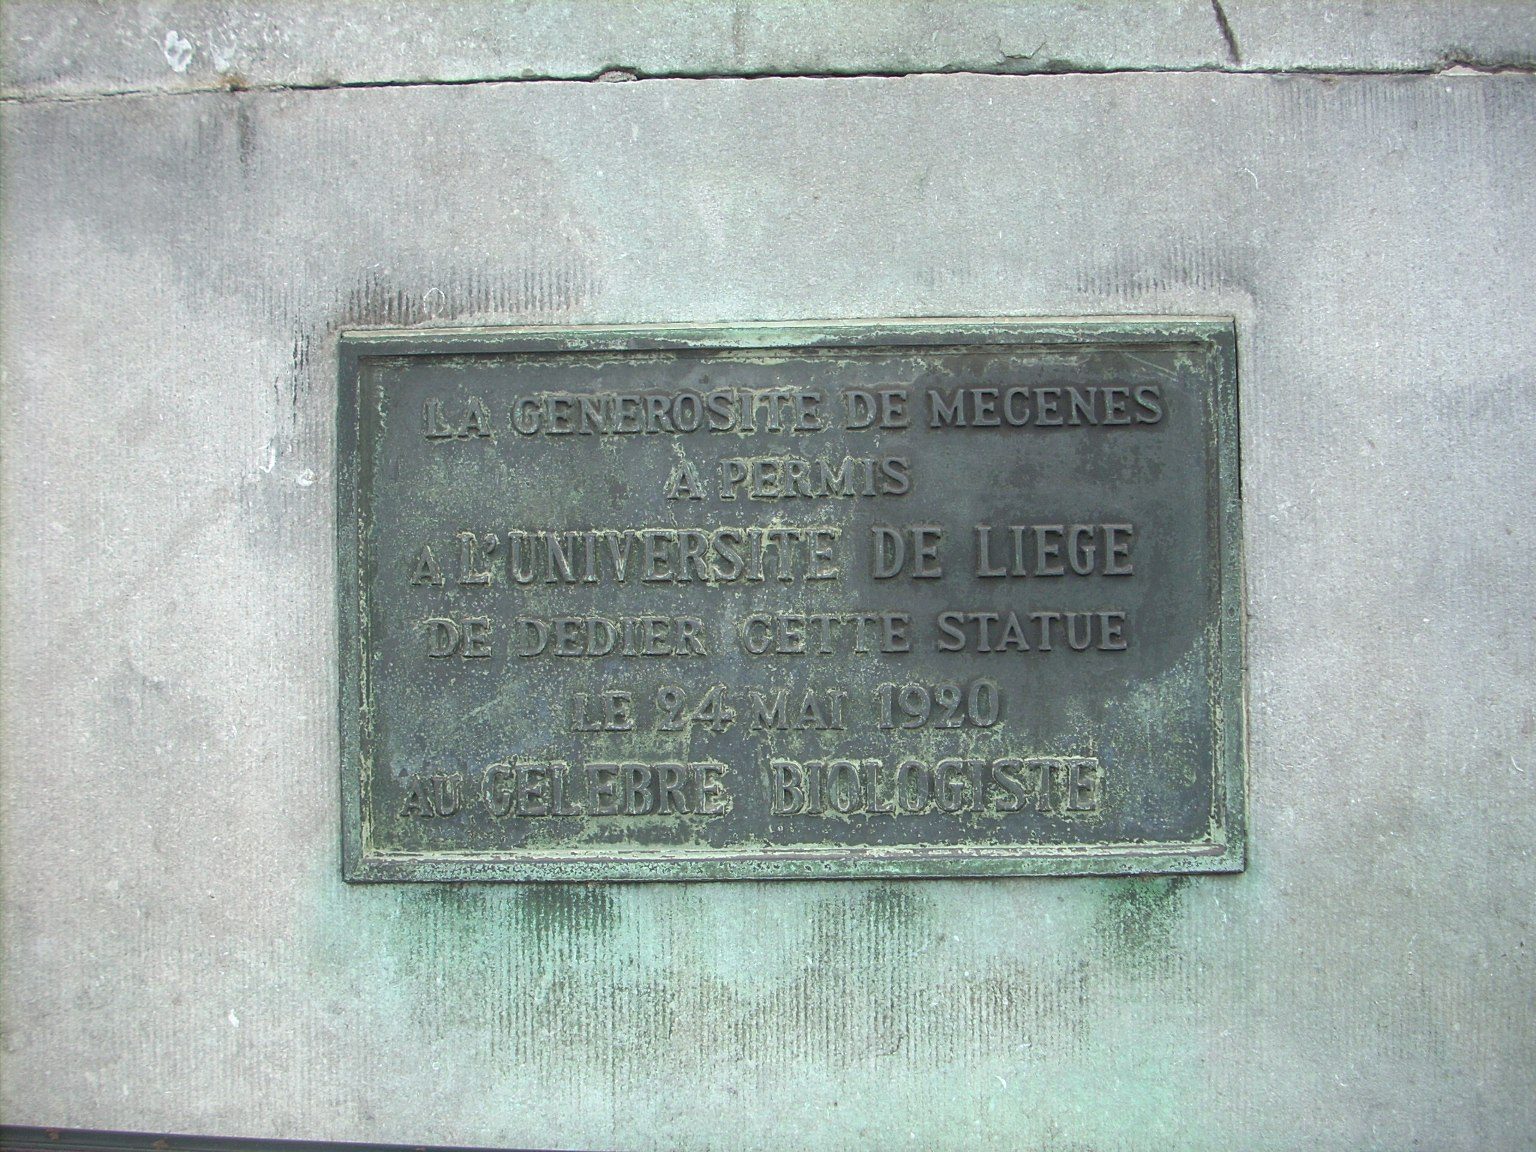 LA GENEROSITE DE MECENES
A PERMIS
A L'UNIVERSITE DE LIEGE
DE DEDIER CETTE STATUE
LE 24 MAI 1920
AU CELEBRE BIOLOGISTE